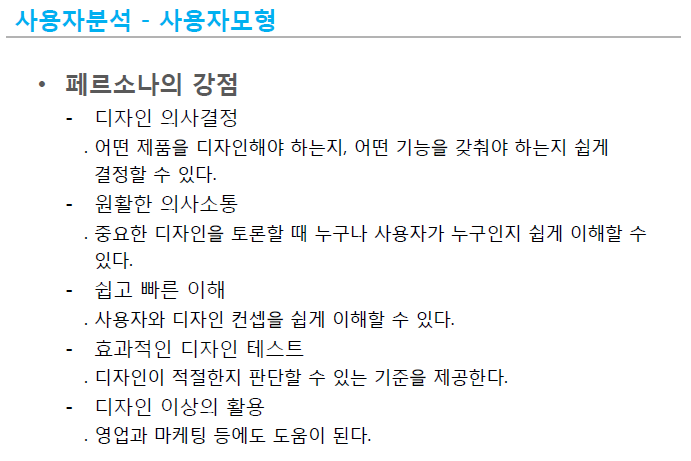 사용자분석 - 사용자모형
• 페르소나의 강점
- 디자인 의사결정
. 어떤 제품을 디자인해야 하는지, 어떤 기능을 갖춰야 하는지 쉽게
결정할 수 있다.
- 원활한 의사소통
. 중요한 디자인을 토론할 때 누구나 사용자가 누구인지 쉽게 이해할 수
있다.
- 쉽고 빠른 이해
. 사용자와 디자인 컨셉을 쉽게 이해할 수 있다.
- 효과적인 디자인 테스트
. 디자인이 적절한지 판단할 수 있는 기준을 제공한다.
- 디자인 이상의 활용
. 영업과 마케팅 등에도 도움이 된다.